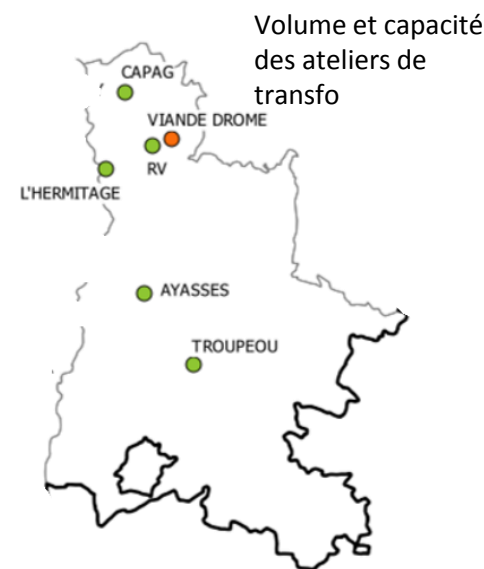 Volume et capacité
des ateliers de
transfo
CAPAG
VIANDE DROME
RV
L'HERMITAGE
AYASSES
TROUPEOU